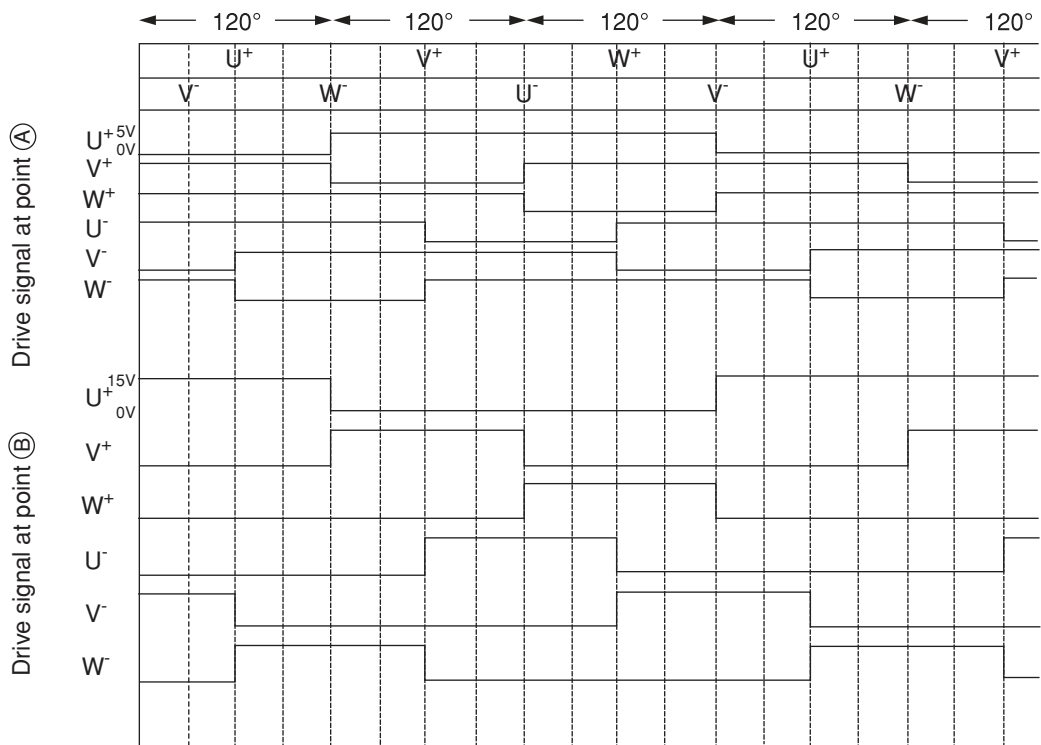 120° 120° 120° 120° 120°
U⁺ V⁺ W⁺ U⁺ V⁺
V⁻ W⁻ U⁻ V⁻ W⁻
Drive signal at point Ⓐ
U⁺ 5V
0V
V⁺
W⁺
U⁻
V⁻
W⁻
Drive signal at point Ⓑ
U⁺ 15V
0V
V⁺
W⁺
U⁻
V⁻
W⁻